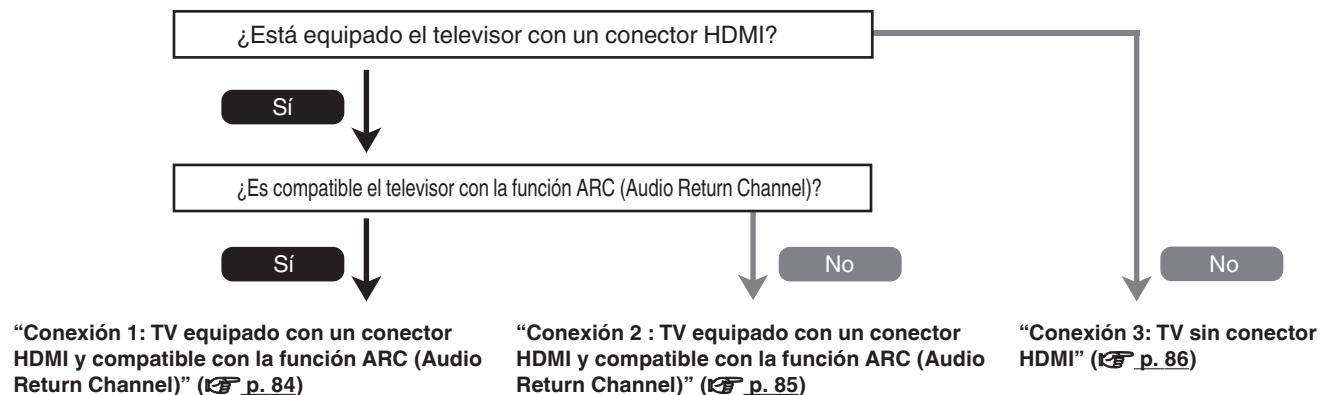 ¿Está equipado el televisor con un conector HDMI?
Sí
¿Es compatible el televisor con la función ARC (Audio Return Channel)?
Sí
No
No
“Conexión 1: TV equipado con un conector
HDMI y compatible con la función ARC (Audio
Return Channel)” (☞ p. 84)
“Conexión 2 : TV equipado con un conector
HDMI y compatible con la función ARC (Audio
Return Channel)” (☞ p. 85)
“Conexión 3: TV sin conector
HDMI” (☞ p. 86)